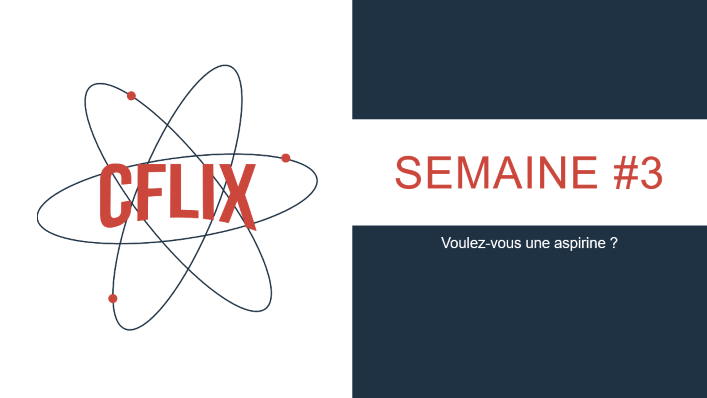 CFLIX
SEMAINE #3
Voulez-vous une aspirine ?